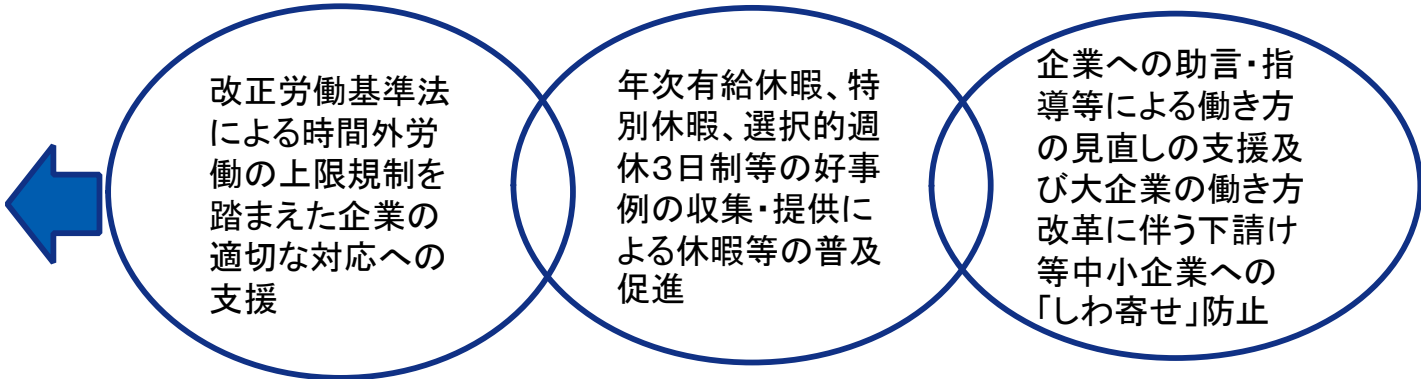 改正労働基準法
による時間外労
働の上限規制を
踏まえた企業の
適切な対応への
支援
年次有給休暇、特
別休暇、選択的週
休３日制等の好事
例の収集・提供に
よる休暇等の普及
促進
企業への助言・指
導等による働き方
の見直しの支援及
び大企業の働き方
改革に伴う下請け
等中小企業への
「しわ寄せ」防止